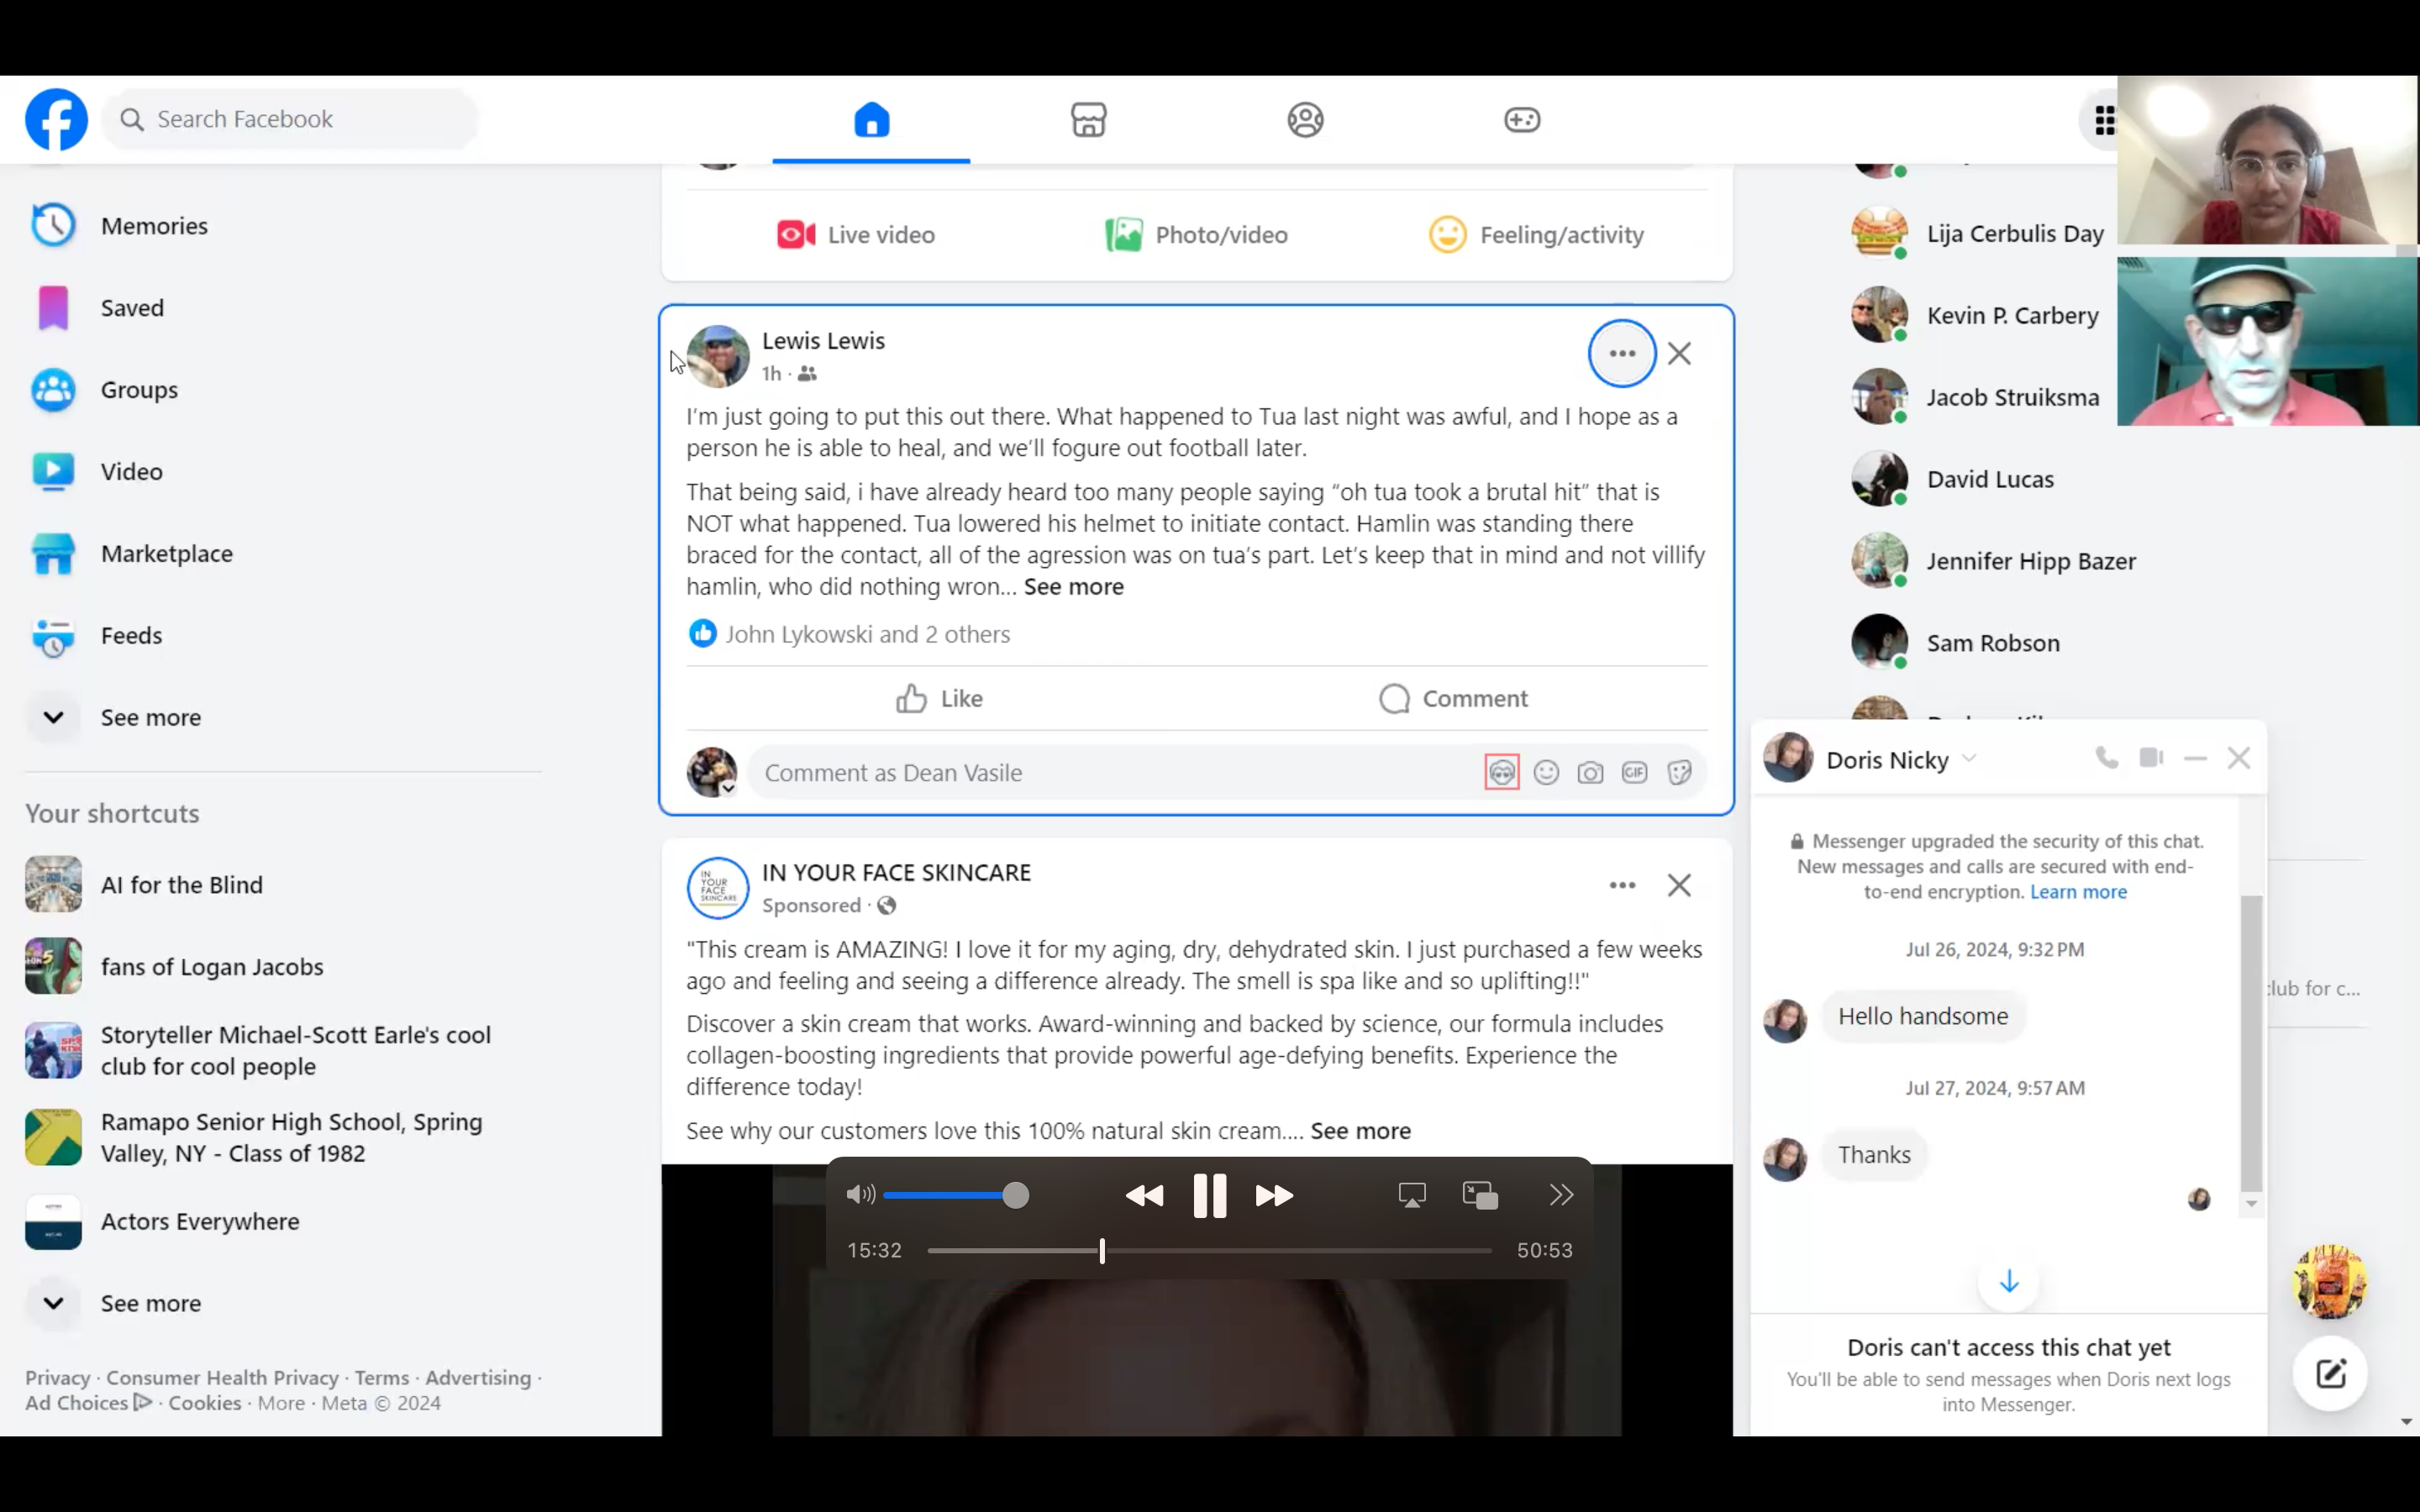 Search Facebook
Memories
Saved
Groups
Video
Marketplace
Feeds
See more
Your shortcuts
AI for the Blind
fans of Logan Jacobs
Storyteller Michael-Scott Earle's cool
club for cool people
Ramapo Senior High School, Spring
Valley, NY - Class of 1982
Actors Everywhere
See more
Privacy · Consumer Health Privacy · Terms · Advertising ·
Ad Choices · Cookies · More · Meta © 2024
Live video
Photo/video
Feeling/activity
Lewis Lewis
1h ·
I'm just going to put this out there. What happened to Tua last night was awful, and I hope as a
person he is able to heal, and we'll fogure out football later.
That being said, i have already heard too many people saying “oh tua took a brutal hit” that is
NOT what happened. Tua lowered his helmet to initiate contact. Hamlin was standing there
braced for the contact, all of the agression was on tua's part. Let's keep that in mind and not villify
hamlin, who did nothing wron... See more
John Lykowski and 2 others
Like
Comment
Comment as Dean Vasile
GIF
IN YOUR FACE SKINCARE
Sponsored ·
IN
YOUR
FACE
SKINCARE
"This cream is AMAZING! I love it for my aging, dry, dehydrated skin. I just purchased a few weeks
ago and feeling and seeing a difference already. The smell is spa like and so uplifting!!"
Discover a skin cream that works. Award-winning and backed by science, our formula includes
collagen-boosting ingredients that provide powerful age-defying benefits. Experience the
difference today!
See why our customers love this 100% natural skin cream.... See more
15:32
50:53
Lija Cerbulis Day
Kevin P. Carbery
Jacob Struiksma
David Lucas
Jennifer Hipp Bazer
Sam Robson
Doris Nicky
Messenger upgraded the security of this chat.
New messages and calls are secured with end-
to-end encryption. Learn more
Jul 26, 2024, 9:32 PM
Hello handsome
Jul 27, 2024, 9:57 AM
Thanks
Doris can't access this chat yet
You'll be able to send messages when Doris next logs
into Messenger.
club for c...